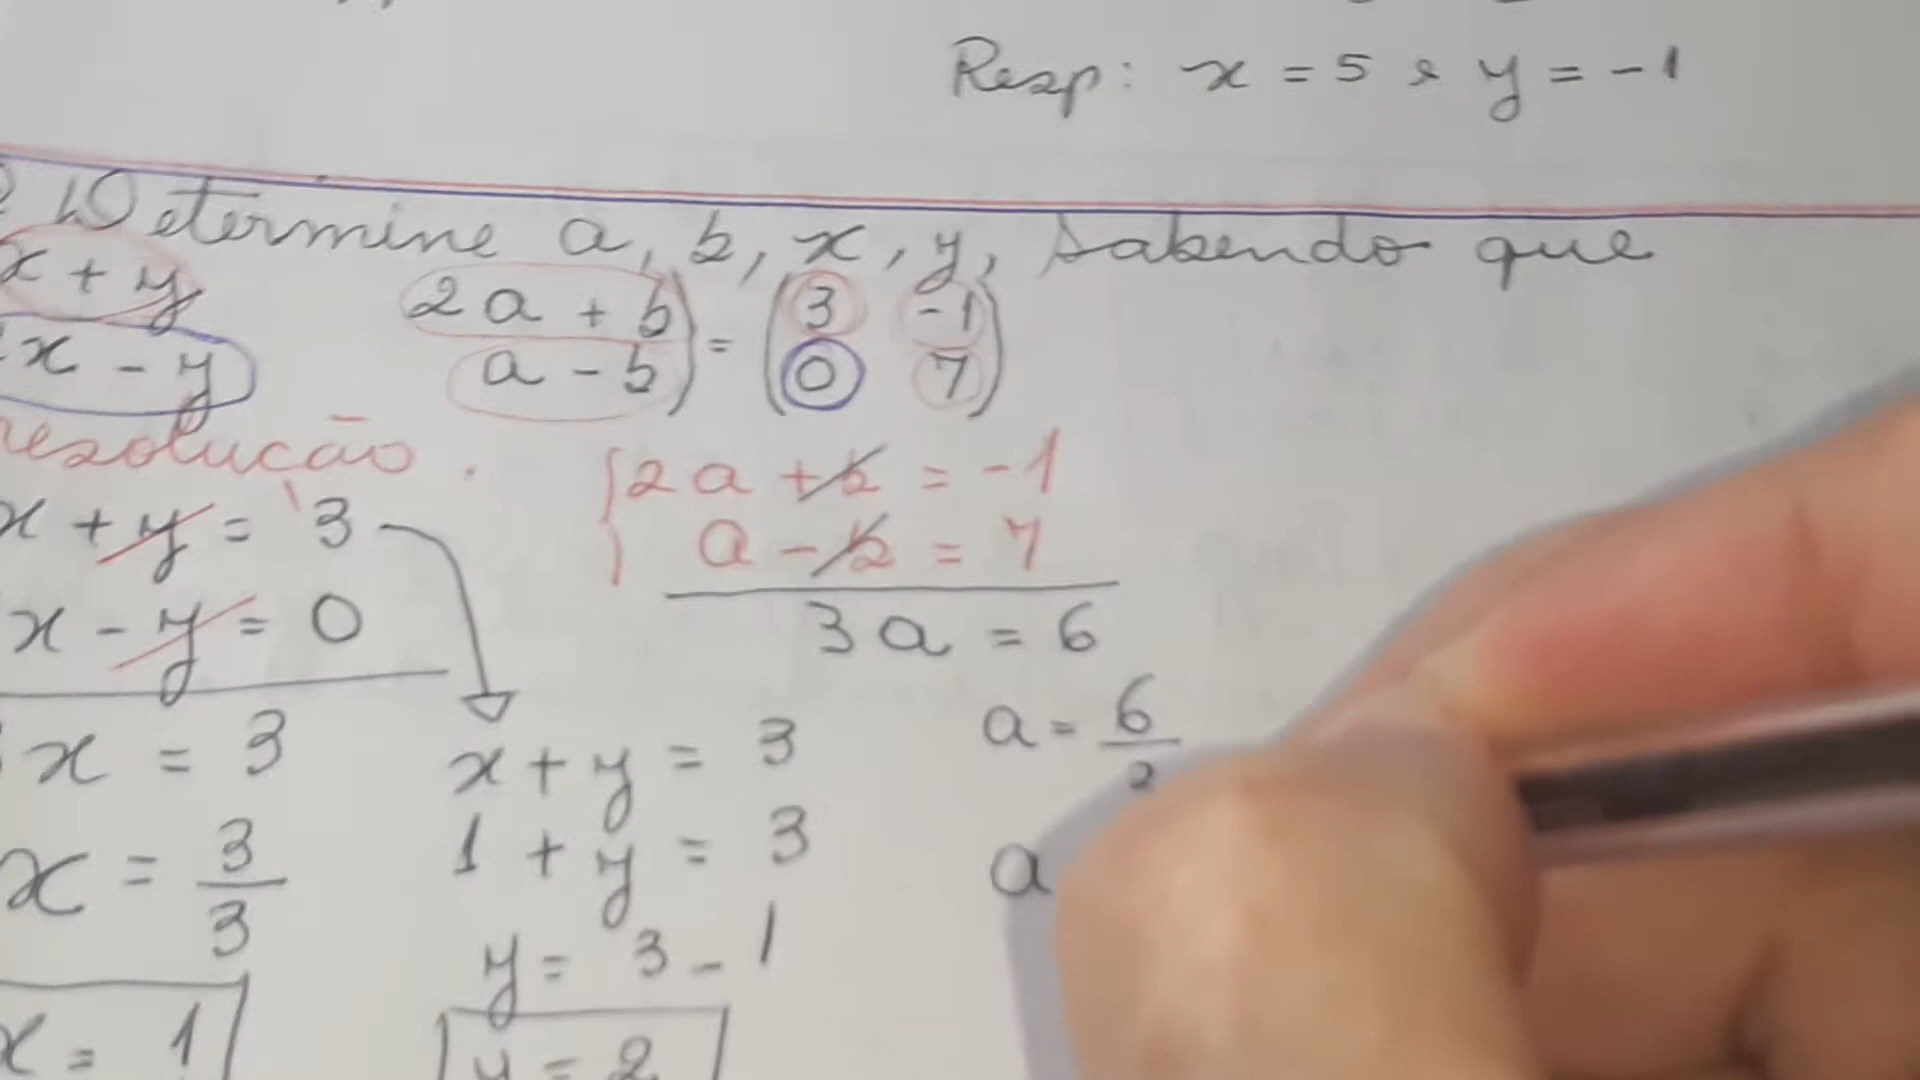 Resp: x = 5 e y = -1
Determine a, b, x, y, sabendo que
x + y 2a + b = 3 -1
x - y a - b 0 7
resolução.
x + y = 3
x - y = 0
x = 3
x = 3/3
x = 1
x + y = 3
1 + y = 3
y = 3 - 1
y = 2
2a + b = -1
a - b = 7
3a = 6
a = 6/
a